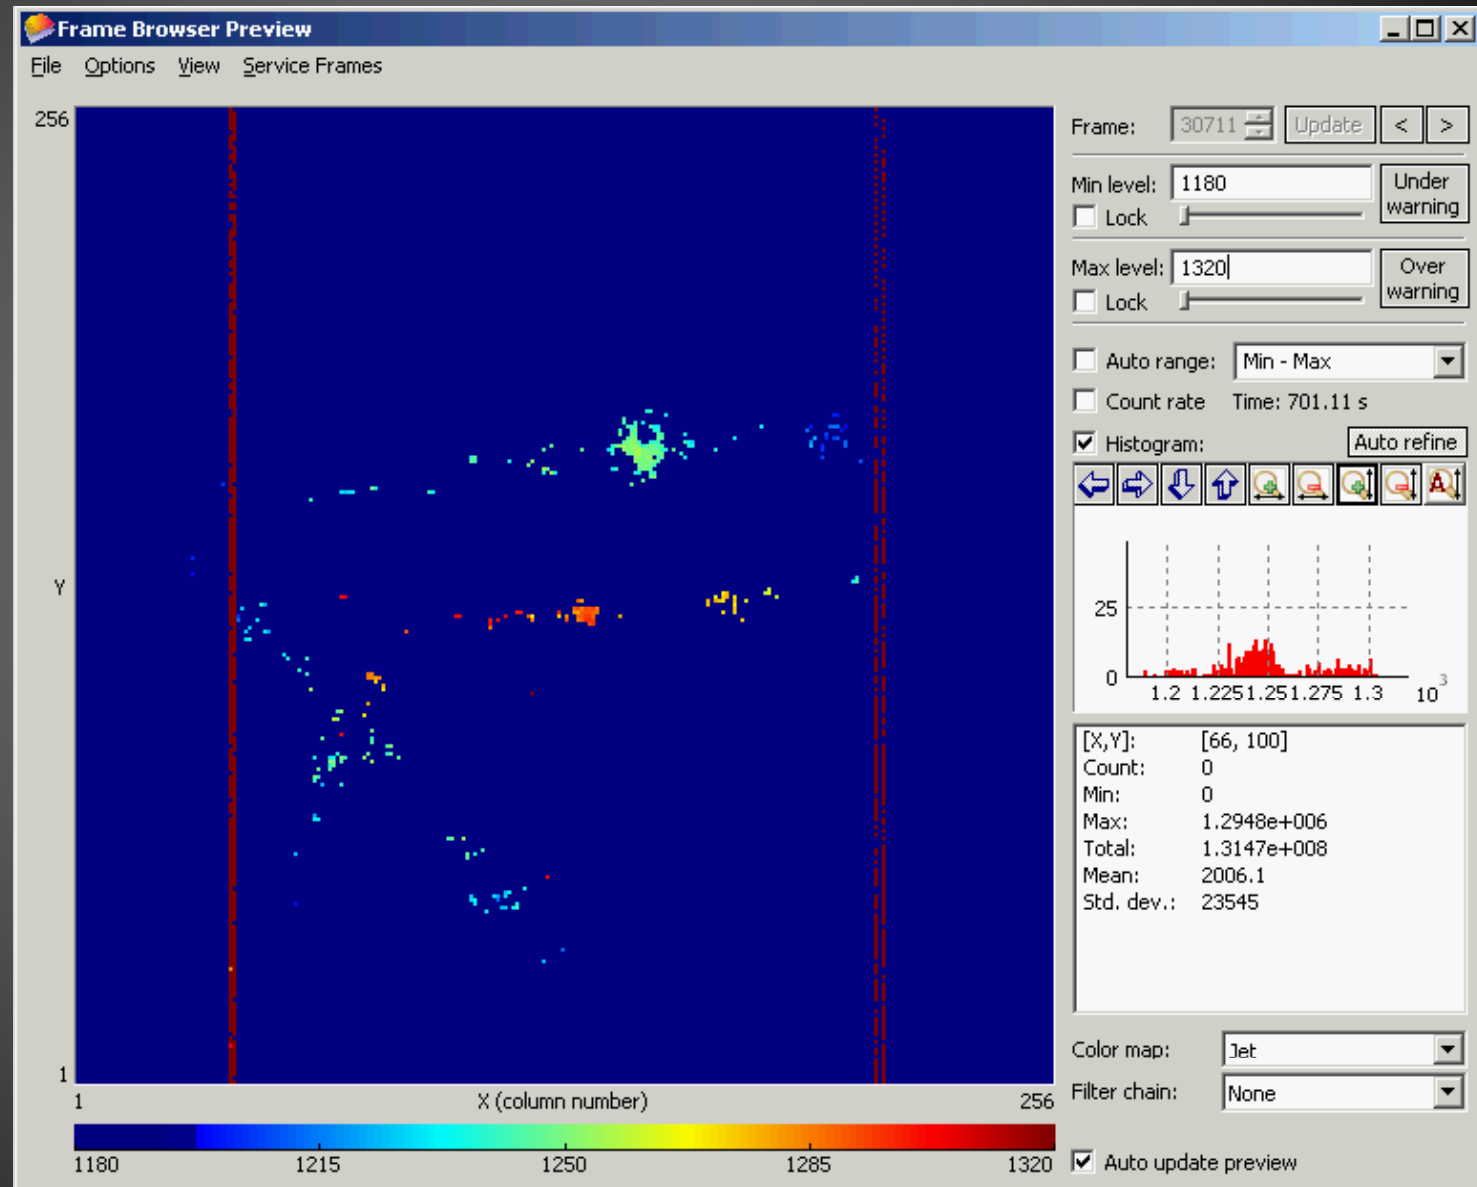 Frame Browser Preview
File Options View Service Frames
256
Y
1
1 X (column number) 256
1180 1215 1250 1285 1320
Frame: 30711 Update < >
Min level: 1180 Under warning
Lock
Max level: 1320 Over warning
Lock
Auto range: Min - Max
Count rate Time: 701.11 s
Histogram: Auto refine
A
25
0
1.2 1.225 1.25 1.275 1.3 10 3
[X,Y]: [66, 100]
Count: 0
Min: 0
Max: 1.2948e+006
Total: 1.3147e+008
Mean: 2006.1
Std. dev.: 23545
Color map: Jet
Filter chain: None
Auto update preview